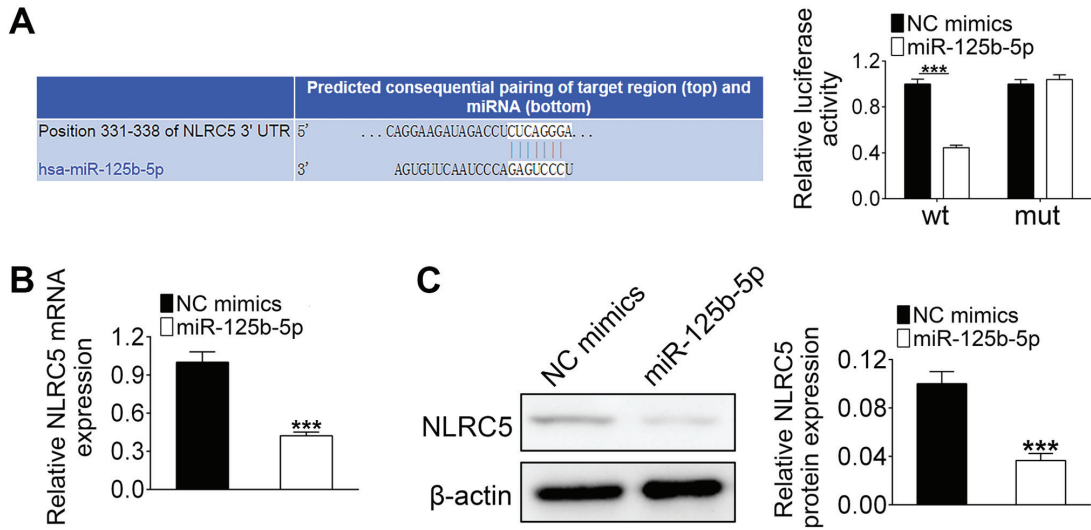 A
Predicted consequential pairing of target region (top) and
miRNA (bottom)
Position 331-338 of NLRC5 3' UTR 5' ...CAGGAAGAUAGACCUCUCAGGGA...
hsa-miR-125b-5p 3' AGUGUUCAAUCCCAGAGUCCCU
NC mimics
miR-125b-5p
Relative luciferase
activity
1.2
0.8
0.4
0.0
***
wt mut
B
NC mimics
miR-125b-5p
Relative NLRC5 mRNA
expression
1.2
0.9
0.6
0.3
0.0
***
C
NC mimics
miR-125b-5p
NLRC5
β-actin
NC mimics
miR-125b-5p
Relative NLRC5
protein expression
0.12
0.08
0.04
0.00
***